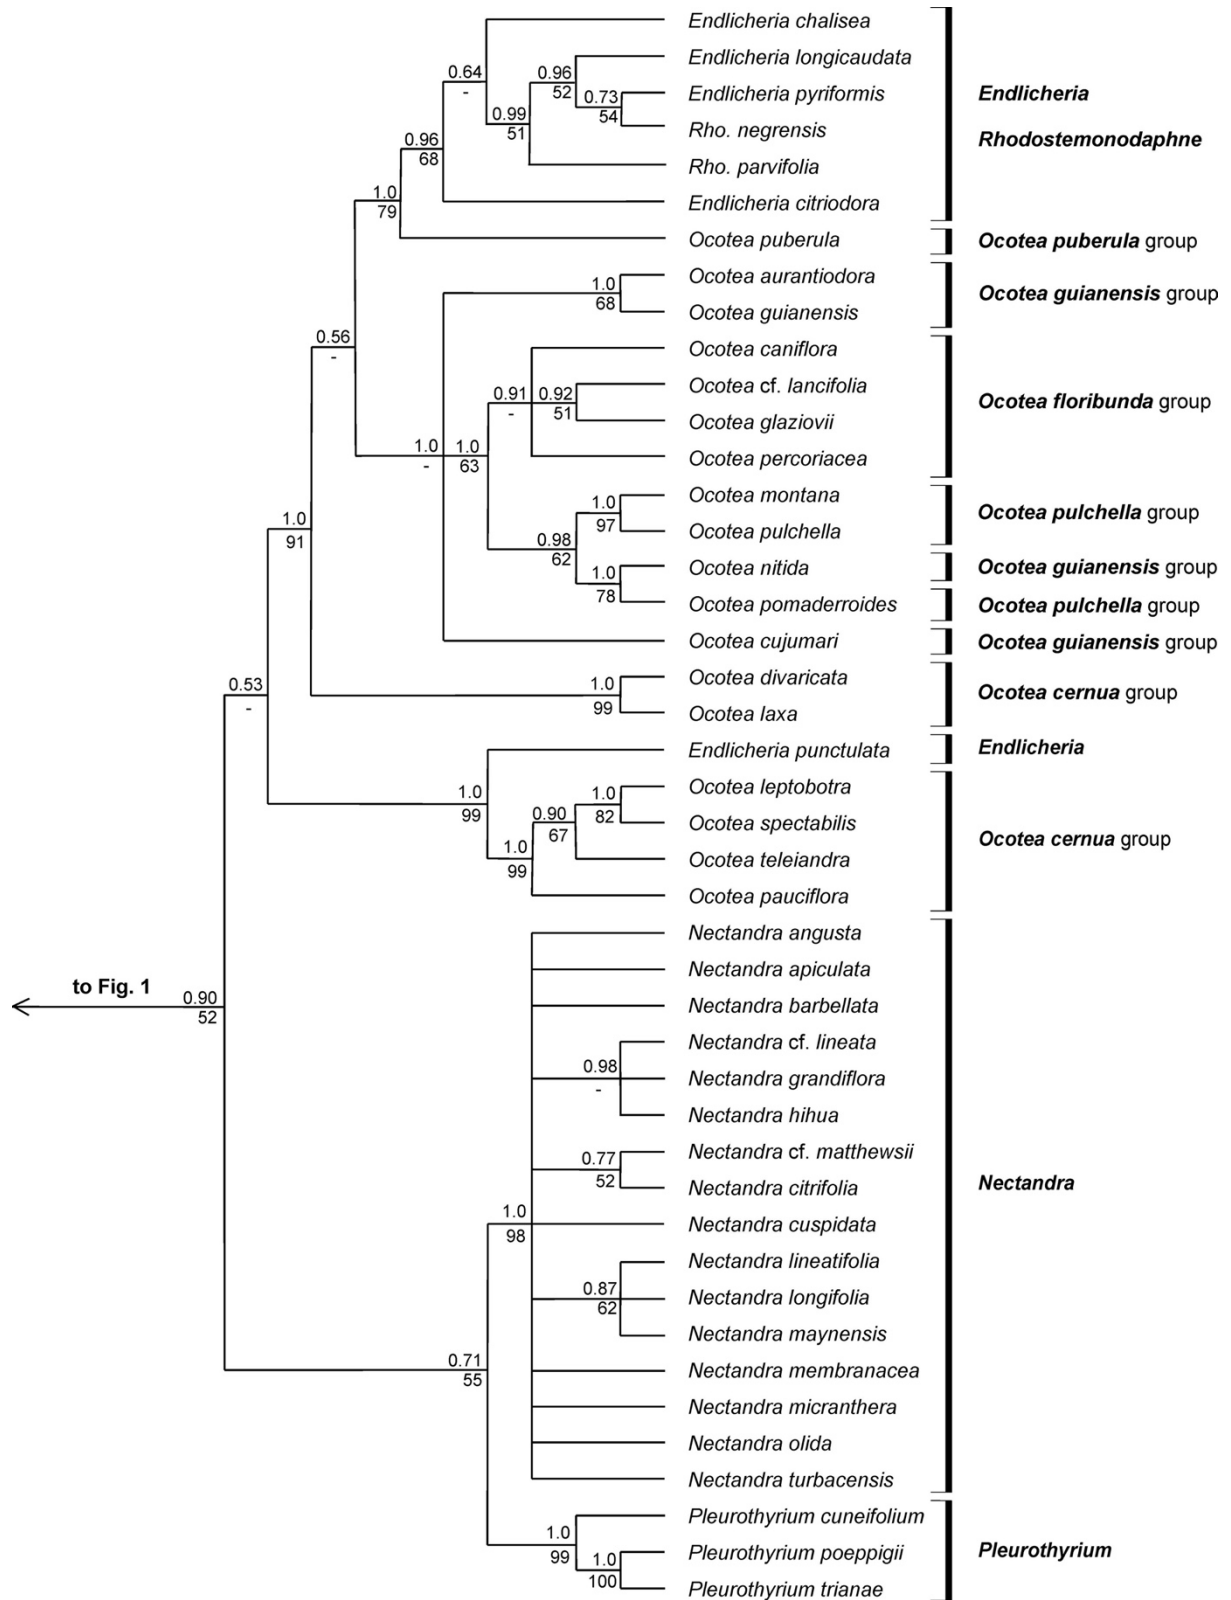 Endlicheria chalisea
Endlicheria longicaudata
Endlicheria pyriformis
Rho. negrensis
Rho. parvifolia
Endlicheria citriodora
Ocotea puberula
Ocotea aurantiodora
Ocotea guianensis
Ocotea caniflora
Ocotea cf. lancifolia
Ocotea glaziovii
Ocotea percoriacea
Ocotea montana
Ocotea pulchella
Ocotea nitida
Ocotea pomaderroides
Ocotea cujumari
Ocotea divaricata
Ocotea laxa
Endlicheria punctulata
Ocotea leptobotra
Ocotea spectabilis
Ocotea teleiandra
Ocotea pauciflora
Nectandra angusta
Nectandra apiculata
Nectandra barbellata
Nectandra cf. lineata
Nectandra grandiflora
Nectandra hihua
Nectandra cf. matthewsii
Nectandra citrifolia
Nectandra cuspidata
Nectandra lineatifolia
Nectandra longifolia
Nectandra maynensis
Nectandra membranacea
Nectandra micranthera
Nectandra olida
Nectandra turbacensis
Pleurothyrium cuneifolium
Pleurothyrium poeppigii
Pleurothyrium trianae
Endlicheria
Rhodostemonodaphne
Ocotea puberula group
Ocotea guianensis group
Ocotea floribunda group
Ocotea pulchella group
Ocotea guianensis group
Ocotea pulchella group
Ocotea guianensis group
Ocotea cernua group
Endlicheria
Ocotea cernua group
Nectandra
Pleurothyrium
0.64
-
0.96
52
0.73
54
0.99
51
0.96
68
1.0
79
1.0
68
0.56
-
0.91
-
0.92
51
1.0
-
1.0
63
1.0
97
0.98
62
1.0
78
1.0
91
1.0
99
0.53
-
1.0
99
1.0
82
0.90
67
1.0
99
to Fig. 1
0.90
52
0.98
-
0.77
52
1.0
98
0.87
62
0.71
55
1.0
99
1.0
100